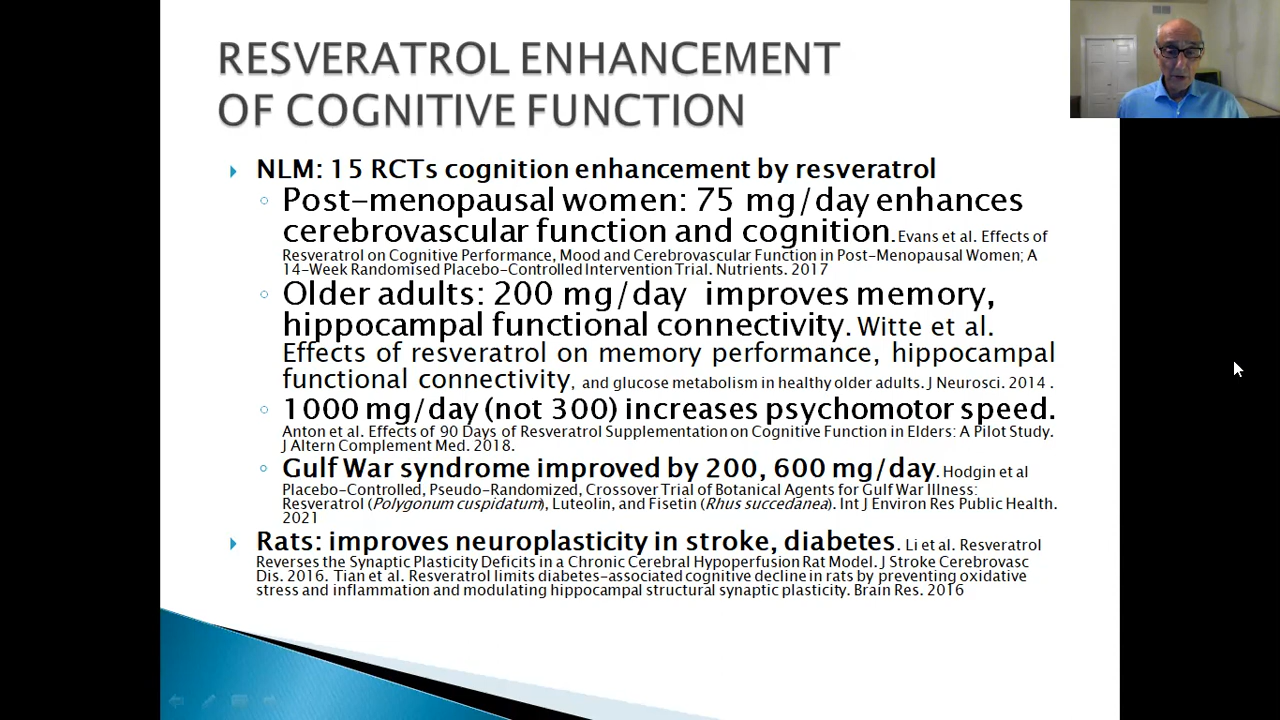 RESVERATROL ENHANCEMENT
OF COGNITIVE FUNCTION
NLM: 15 RCTs cognition enhancement by resveratrol
Post-menopausal women: 75 mg/day enhances
cerebrovascular function and cognition. Evans et al. Effects of
Resveratrol on Cognitive Performance, Mood and Cerebrovascular Function in Post-Menopausal Women; A
14-Week Randomised Placebo-Controlled Intervention Trial. Nutrients. 2017
Older adults: 200 mg/day improves memory,
hippocampal functional connectivity. Witte et al.
Effects of resveratrol on memory performance, hippocampal
functional connectivity, and glucose metabolism in healthy older adults. J Neurosci. 2014 .
1000 mg/day (not 300) increases psychomotor speed.
Anton et al. Effects of 90 Days of Resveratrol Supplementation on Cognitive Function in Elders: A Pilot Study.
J Altern Complement Med. 2018.
Gulf War syndrome improved by 200, 600 mg/day. Hodgin et al
Placebo-Controlled, Pseudo-Randomized, Crossover Trial of Botanical Agents for Gulf War Illness:
Resveratrol (Polygonum cuspidatum), Luteolin, and Fisetin (Rhus succedanea). Int J Environ Res Public Health.
2021
Rats: improves neuroplasticity in stroke, diabetes. Li et al. Resveratrol
Reverses the Synaptic Plasticity Deficits in a Chronic Cerebral Hypoperfusion Rat Model. J Stroke Cerebrovasc
Dis. 2016. Tian et al. Resveratrol limits diabetes-associated cognitive decline in rats by preventing oxidative
stress and inflammation and modulating hippocampal structural synaptic plasticity. Brain Res. 2016